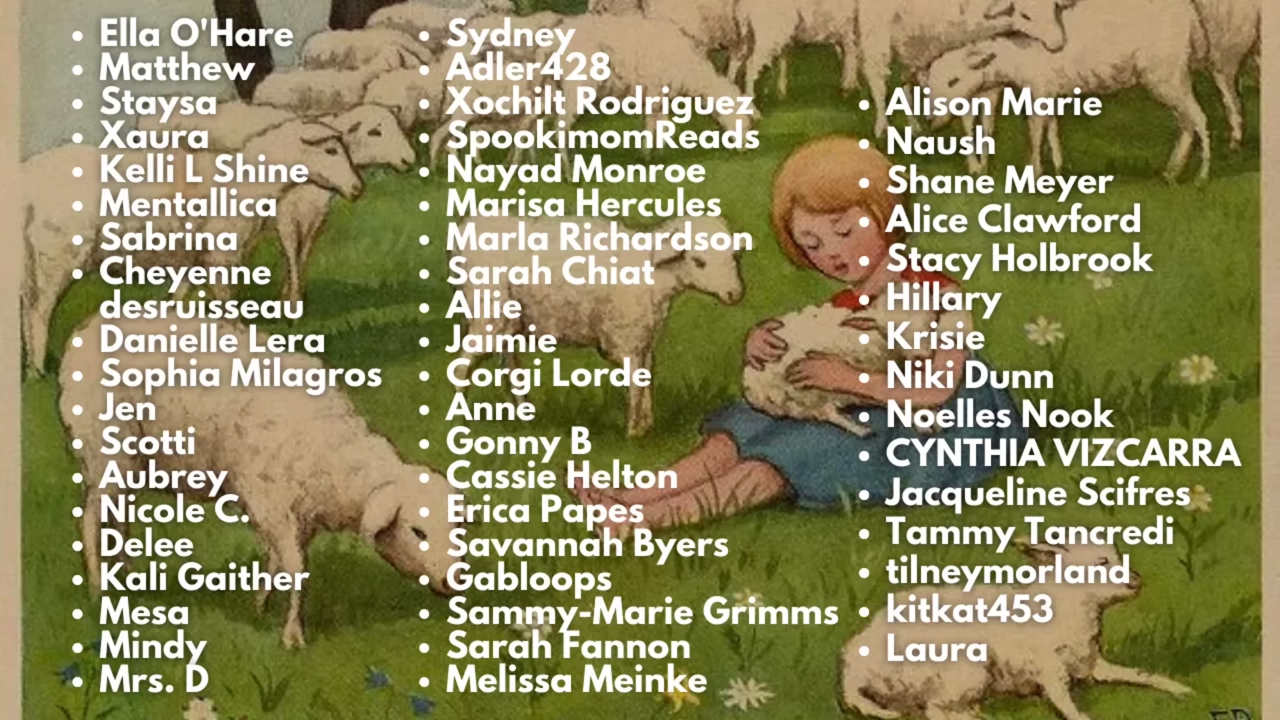 • Ella O'Hare
• Matthew
• Staysa
• Xaura
• Kelli L Shine
• Mentallica
• Sabrina
• Cheyenne
desruisseau
• Danielle Lera
• Sophia Milagros
• Jen
• Scotti
• Aubrey
• Nicole C.
• Delee
• Kali Gaither
• Mesa
• Mindy
• Mrs. D
• Sydney
• Adler428
• Xochilt Rodriguez
• SpookimomReads
• Nayad Monroe
• Marisa Hercules
• Marla Richardson
• Sarah Chiat
• Allie
• Jaimie
• Corgi Lorde
• Anne
• Gonny B
• Cassie Helton
• Erica Papes
• Savannah Byers
• Gabloops
• Sammy-Marie Grimms
• Sarah Fannon
• Melissa Meinke
• Alison Marie
• Naush
• Shane Meyer
• Alice Clawford
• Stacy Holbrook
• Hillary
• Krisie
• Niki Dunn
• Noelles Nook
• CYNTHIA VIZCARRA
• Jacqueline Scifres
• Tammy Tancredi
• tilneymorland
• kitkat453
• Laura